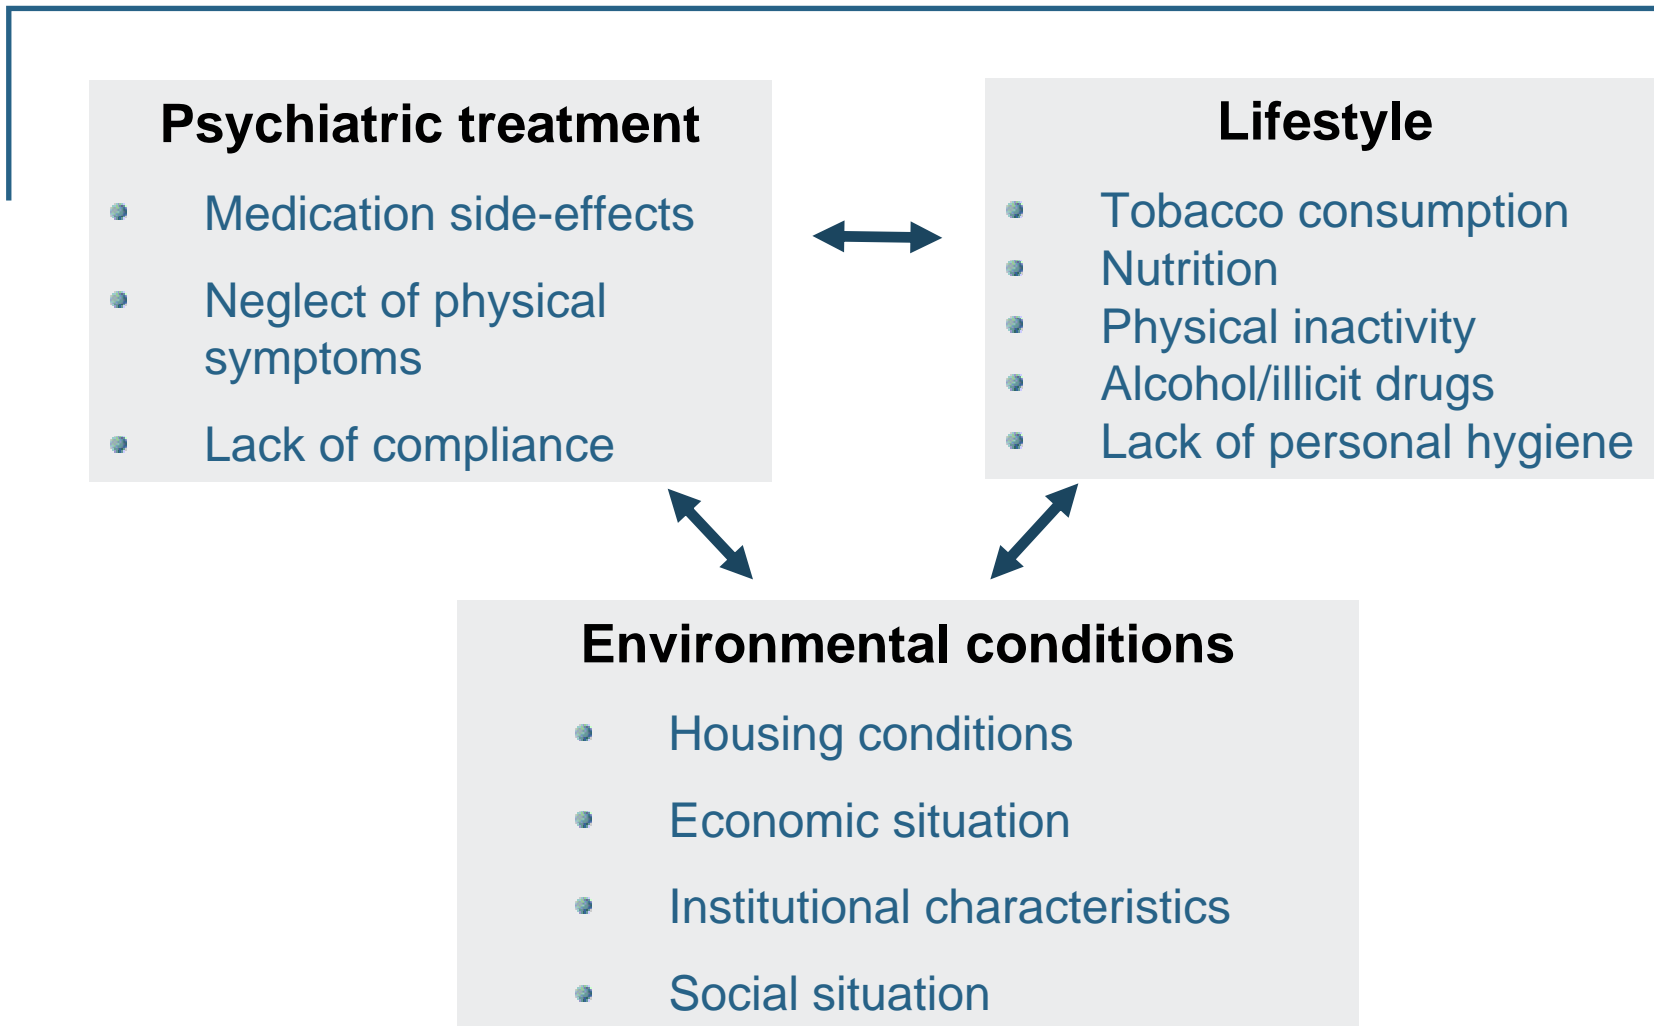 Psychiatric treatment
Medication side-effects
Neglect of physical
symptoms
Lack of compliance
Lifestyle
Tobacco consumption
Nutrition
Physical inactivity
Alcohol/illicit drugs
Lack of personal hygiene
Environmental conditions
Housing conditions
Economic situation
Institutional characteristics
Social situation